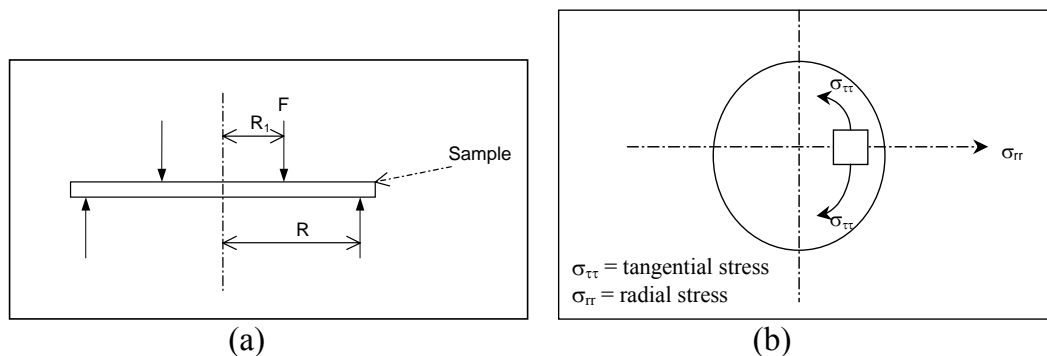 F
R₁
Sample
R
(a)
σττ
σrr
σττ
σττ = tangential stress
σrr = radial stress
(b)